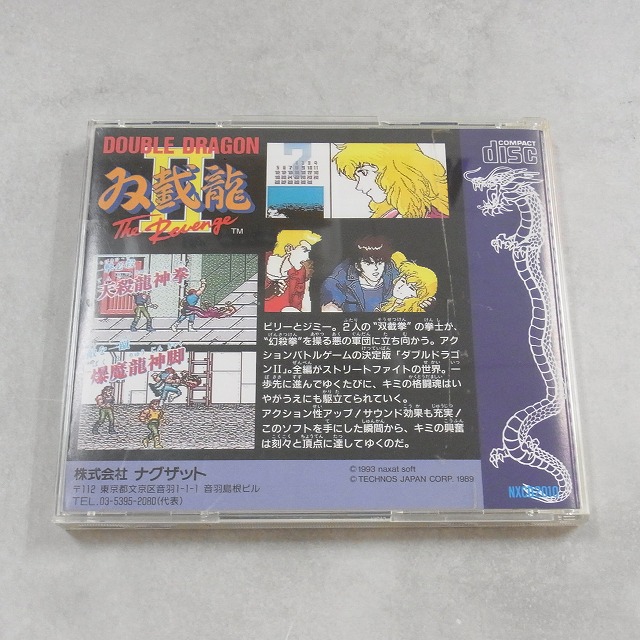 DOUBLE DRAGON
II
双截龍
The Revenge™
COMPACT
disc
天殺龍神拳
爆魔龍神脚
ビリーとジミー。2人の“双截拳”の拳士が、
“幻殺拳”を操る悪の軍団に立ち向かう。アク
ションバトルゲームの決定版「ダブルドラゴ
ンII」。全編がストリートファイトの世界。一
歩先に進んでゆくたびに、キミの格闘魂はい
やがうえにも駆立てられていく。
アクション性アップ!サウンド効果も充実!
このソフトを手にした瞬間から、キミの興奮
は刻々と頂点に達してゆくのだ。
株式会社 ナグザット
〒112 東京都文京区音羽1-1-1 音羽島根ビル
TEL.03-5395-2080(代表)
©1993 naxat soft
©TECHNOS JAPAN CORP. 1989